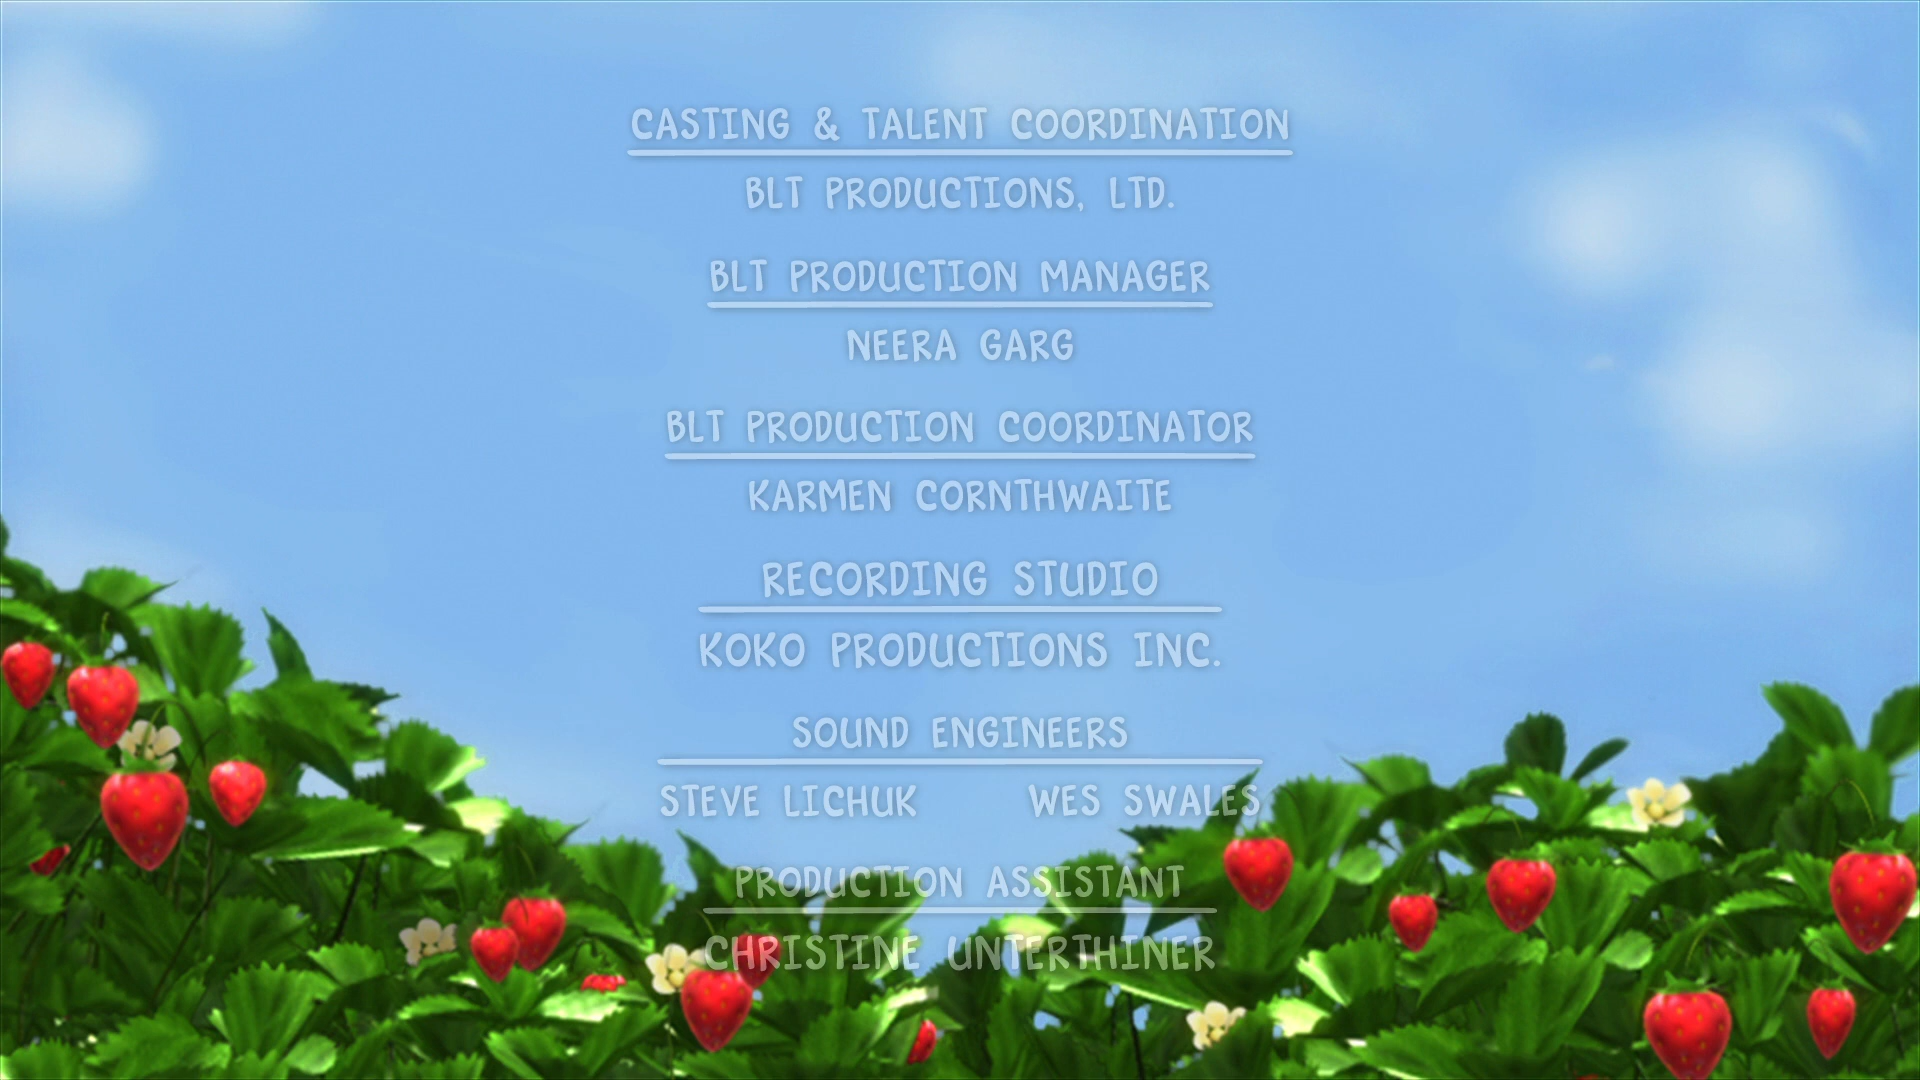 CASTING & TALENT COORDINATION
BLT PRODUCTIONS, LTD.
BLT PRODUCTION MANAGER
NEERA GARG
BLT PRODUCTION COORDINATOR
KARMEN CORNTHWAITE
RECORDING STUDIO
KOKO PRODUCTIONS INC.
SOUND ENGINEERS
STEVE LICHUK WES SWALES
PRODUCTION ASSISTANT
CHRISTINE UNTERTHINER